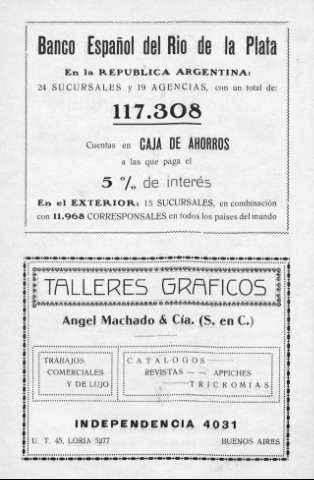 Banco Español del Rio de la Plata
En la REPUBLICA ARGENTINA:
24 SUCURSALES y 19 AGENCIAS, con un total de:
117.308
Cuentas en CAJA DE AHORROS
a las que paga el
5 % de interés
En el EXTERIOR: 15 SUCURSALES, en combinación
con 11.968 CORRESPONSALES en todos los países del mundo
TALLERES GRAFICOS
Angel Machado & Cía. (S. en C.)
TRABAJOS
COMERCIALES
Y DE LUJO
CATALOGOS
REVISTAS -- AFFICHES
TRICROMIAS
INDEPENDENCIA 4031
U. T. 45, LORIA 5277
BUENOS AIRES